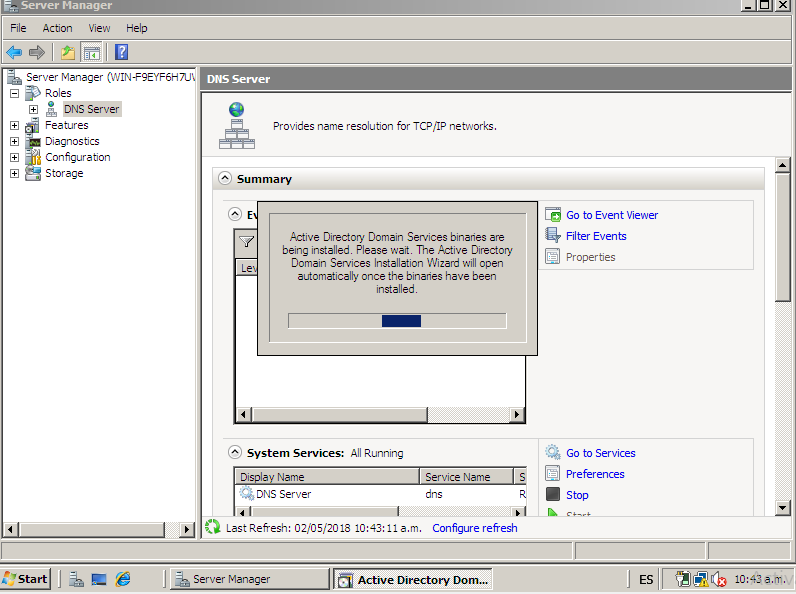 Server Manager
File Action View Help
Server Manager (WIN-F9EYF6H7U
Roles
DNS Server
Features
Diagnostics
Configuration
Storage
DNS Server
Provides name resolution for TCP/IP networks.
Summary
Go to Event Viewer
Filter Events
Properties
Active Directory Domain Services binaries are
being installed. Please wait. The Active Directory
Domain Services Installation Wizard will open
automatically once the binaries have been
installed.
System Services: All Running
Display Name Service Name S
DNS Server dns R
Go to Services
Preferences
Stop
Start
Last Refresh: 02/05/2018 10:43:11 a.m. Configure refresh
Start Server Manager Active Directory Dom... ES 10:43 a.m.